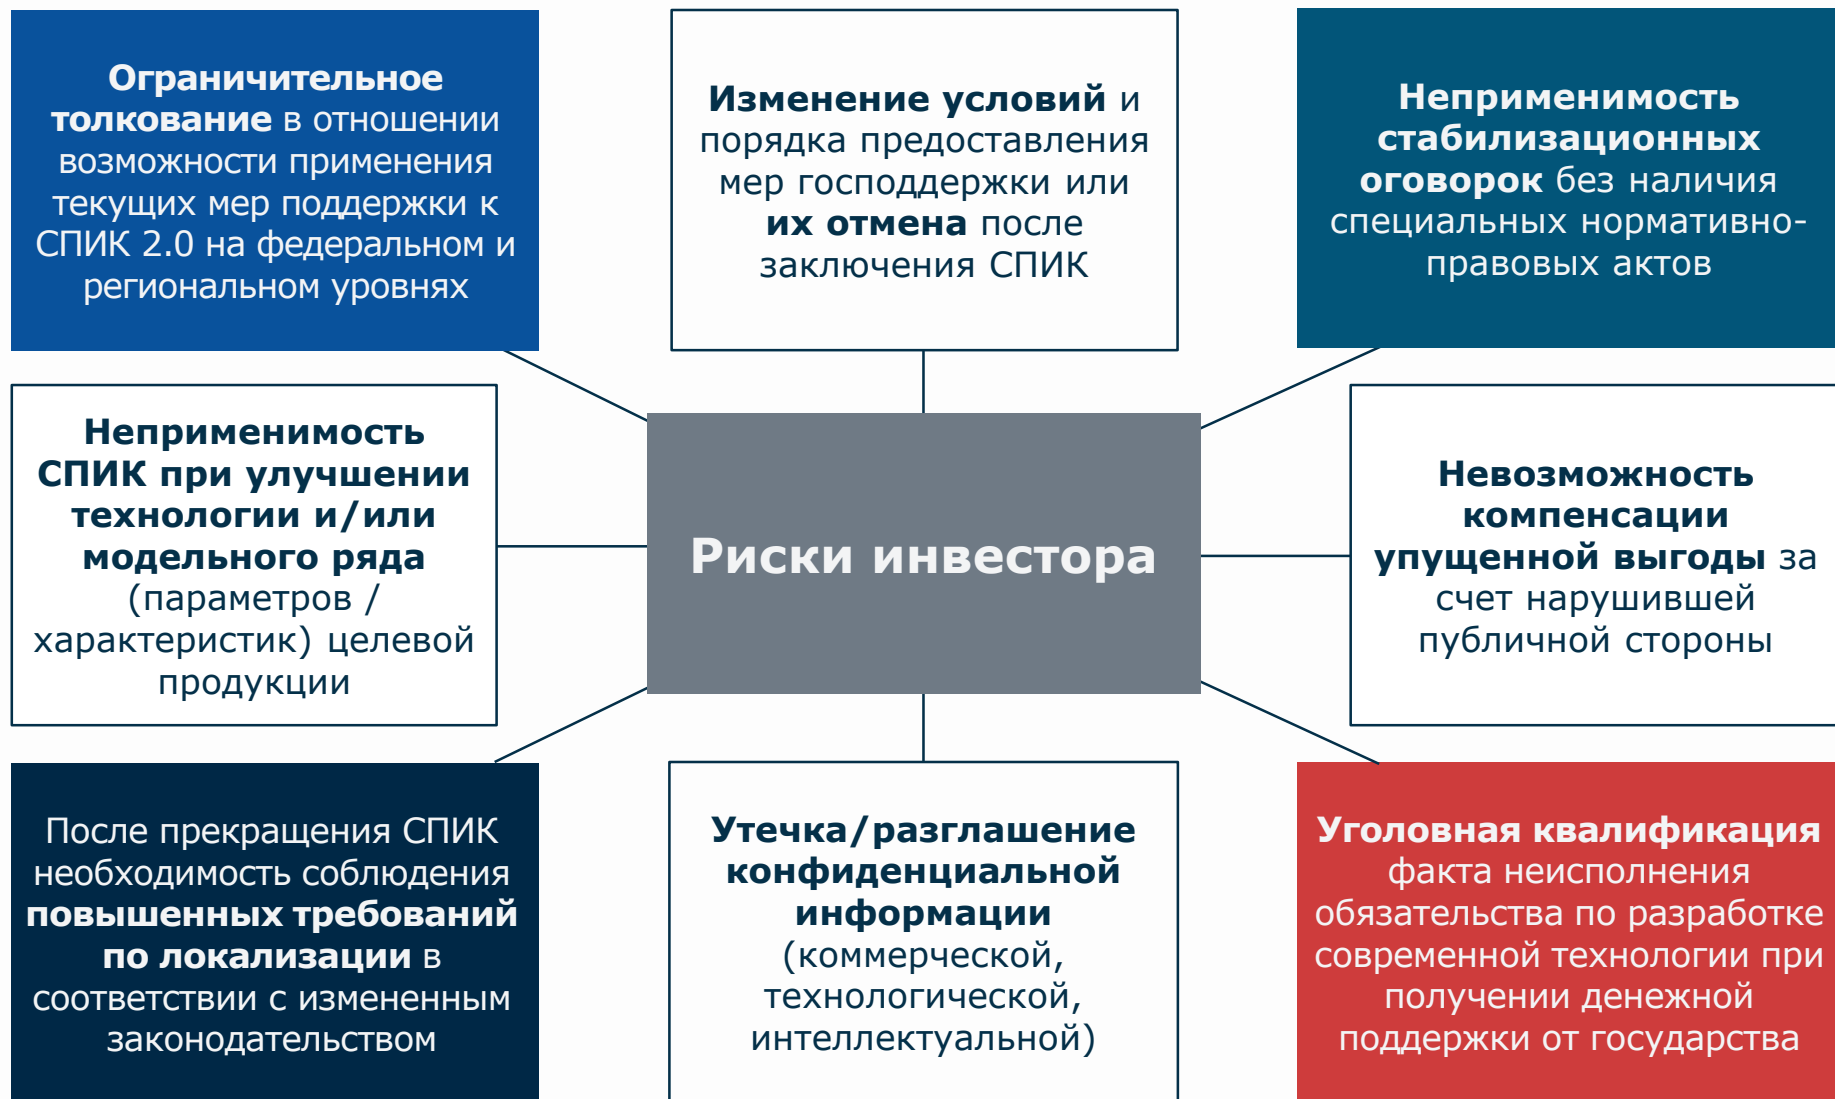 Ограничительное
толкование в отношении
возможности применения
текущих мер поддержки к
СПИК 2.0 на федеральном и
региональном уровнях
Изменение условий и
порядка предоставления
мер господдержки или
их отмена после
заключения СПИК
Неприменимость
стабилизационных
оговорок без наличия
специальных нормативно-
правовых актов
Неприменимость
СПИК при улучшении
технологии и/или
модельного ряда
(параметров /
характеристик) целевой
продукции
Риски инвестора
Невозможность
компенсации
упущенной выгоды за
счет нарушившей
публичной стороны
После прекращения СПИК
необходимость соблюдения
повышенных требований
по локализации в
соответствии с измененным
законодательством
Утечка/разглашение
конфиденциальной
информации
(коммерческой,
технологической,
интеллектуальной)
Уголовная квалификация
факта неисполнения
обязательства по разработке
современной технологии при
получении денежной
поддержки от государства